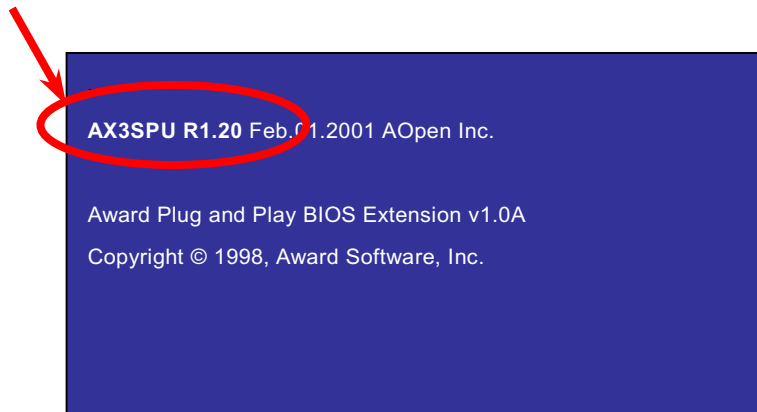 AX3SPU R1.20 Feb.01.2001 AOpen Inc.
Award Plug and Play BIOS Extension v1.0A
Copyright © 1998, Award Software, Inc.